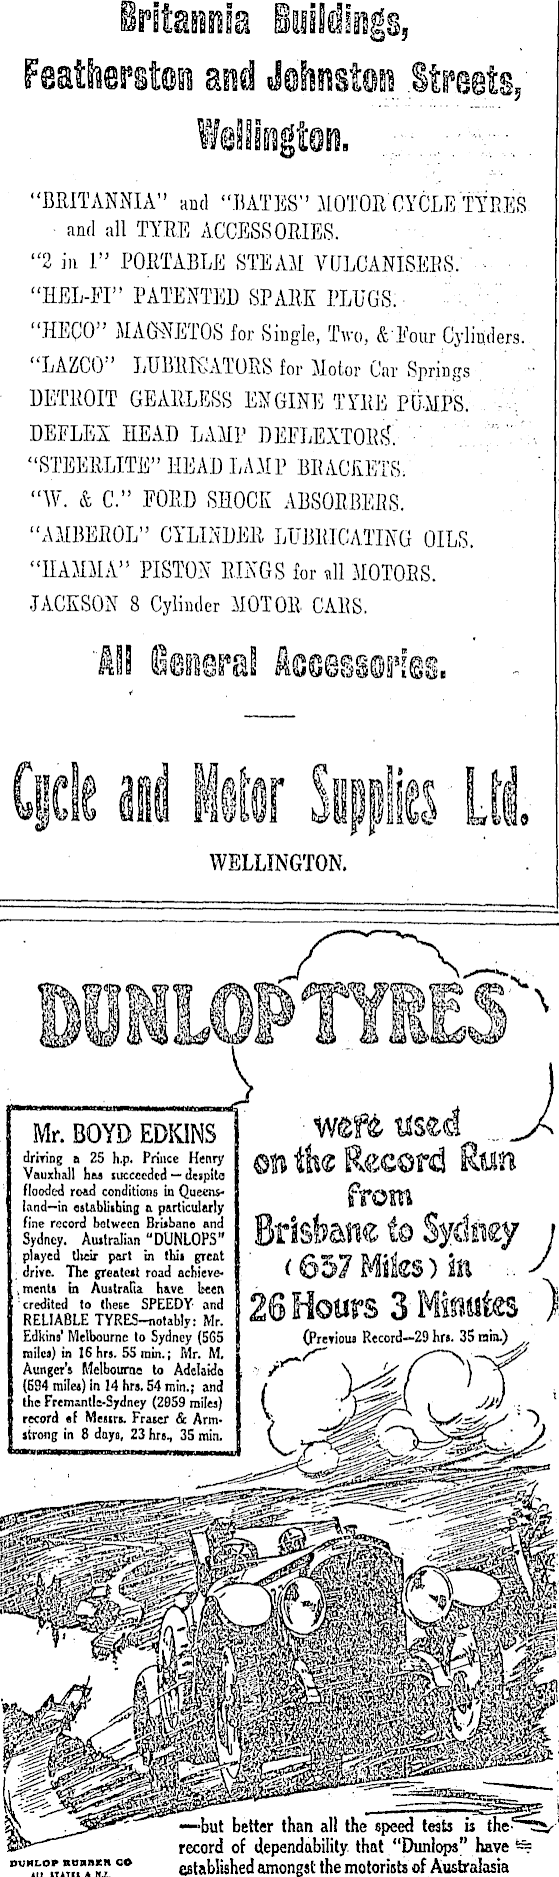 Britannia Buildings,
Featherston and Johnston Streets,
Wellington.
"BRITANNIA" and "BATES" MOTOR CYCLE TYRES
and all TYRE ACCESSORIES.
"2 in 1" PORTABLE STEAM VULCANISERS.
"HEL-FI" PATENTED SPARK PLUGS.
"HECO" MAGNETOS for Single, Two, & Four Cylinders.
"LAZCO" LUBRICATORS for Motor Car Springs
DETROIT GEARLESS ENGINE TYRE PUMPS.
DEFLEX HEAD LAMP DEFLEXTORS.
"STEERLITE" HEAD LAMP BRACKETS.
"W. & C." FORD SHOCK ABSORBERS.
"AMBEROL" CYLINDER LUBRICATING OILS.
"HAMMA" PISTON RINGS for all MOTORS.
JACKSON 8 Cylinder MOTOR CARS.
All General Accessories.
Cycle and Motor Supplies Ltd.
WELLINGTON.
DUNLOP TYRES
were used
on the Record Run
from
Brisbane to Sydney
(637 Miles) in
26 Hours 3 Minutes
(Previous Record—29 hrs. 35 min.)
Mr. BOYD EDKINS
driving a 25 h.p. Prince Henry
Vauxhall has succeeded—despite
flooded road conditions in Queens-
land—in establishing a particularly
fine record between Brisbane and
Sydney. Australian "DUNLOPS"
played their part in this great
drive. The greatest road achieve-
ments in Australia have been
credited to these SPEEDY and
RELIABLE TYRES—notably: Mr.
Edkins' Melbourne to Sydney (565
miles) in 16 hrs. 55 min.; Mr. M.
Aunger's Melbourne to Adelaide
(594 miles) in 14 hrs. 54 min.; and
the Fremantle-Sydney (2959 miles)
record of Messrs. Fraser & Arm-
strong in 8 days, 23 hrs., 35 min.
—but better than all the speed tests is the
record of dependability that "Dunlops" have
established amongst the motorists of Australasia
DUNLOP RUBBER CO
ALL STATES & N.Z.